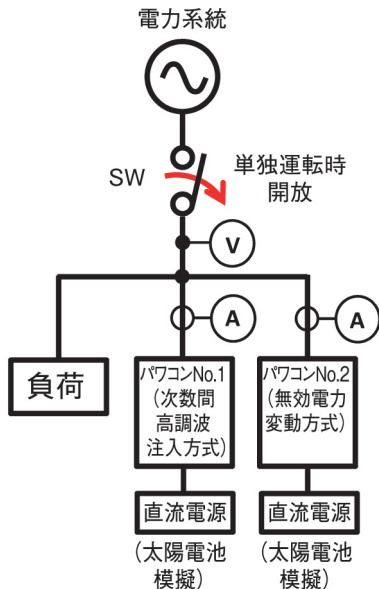 電力系統
SW
単独運転時
開放
V
A
A
負荷
パワコンNo.1
(次数間
高調波
注入方式)
パワコンNo.2
(無効電力
変動方式)
直流電源
直流電源
(太陽電池
模擬)
(太陽電池
模擬)